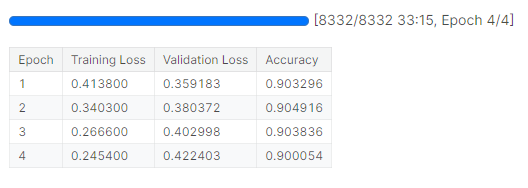 [8332/8332 33:15, Epoch 4/4]
Epoch Training Loss Validation Loss Accuracy
1 0.413800 0.359183 0.903296
2 0.340300 0.380372 0.904916
3 0.266600 0.402998 0.903836
4 0.245400 0.422403 0.900054